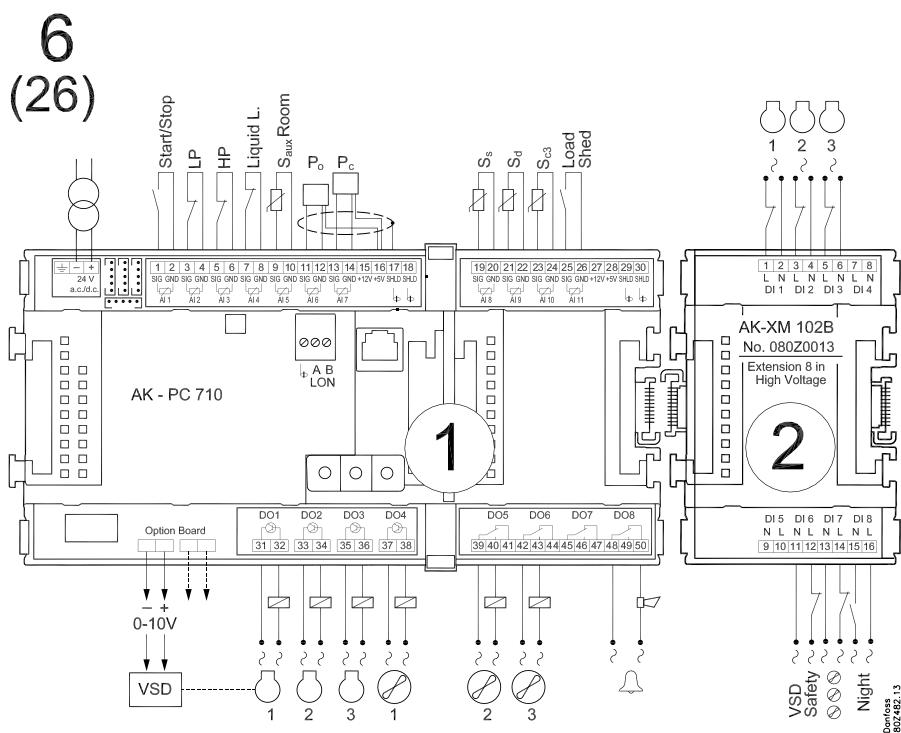 6
(26)
Start/Stop
LP
HP
Liquid L.
Saux Room
Po
Pc
Ss
Sd
Sc3
Load
Shed
1 2 3
− +
24 V
a.c./d.c.
1 2 3 4 5 6 7 8 9 10 11 12 13 14 15 16 17 18
SIG GND SIG GND SIG GND SIG GND SIG GND SIG GND SIG GND +12V +5V SHLD SHLD
AI 1 AI 2 AI 3 AI 4 AI 5 AI 6 AI 7
19 20 21 22 23 24 25 26 27 28 29 30
SIG GND SIG GND SIG GND SIG GND +12V +5V SHLD SHLD
AI 8 AI 9 AI 10 AI 11
1 2 3 4 5 6 7 8
L N L N L N L N
DI 1 DI 2 DI 3 DI 4
A B
LON
AK - PC 710
1
AK-XM 102B
No. 080Z0013
Extension 8 in
High Voltage
2
Option Board
DO1 DO2 DO3 DO4
31 32 33 34 35 36 37 38
DO5 DO6 DO7 DO8
39 40 41 42 43 44 45 46 47 48 49 50
DI 5 DI 6 DI 7 DI 8
N L N L N L N L
9 10 11 12 13 14 15 16
− +
0-10V
VSD
1 2 3 1
2 3
VSD
Safety
Night
Danfoss
80Z482.13